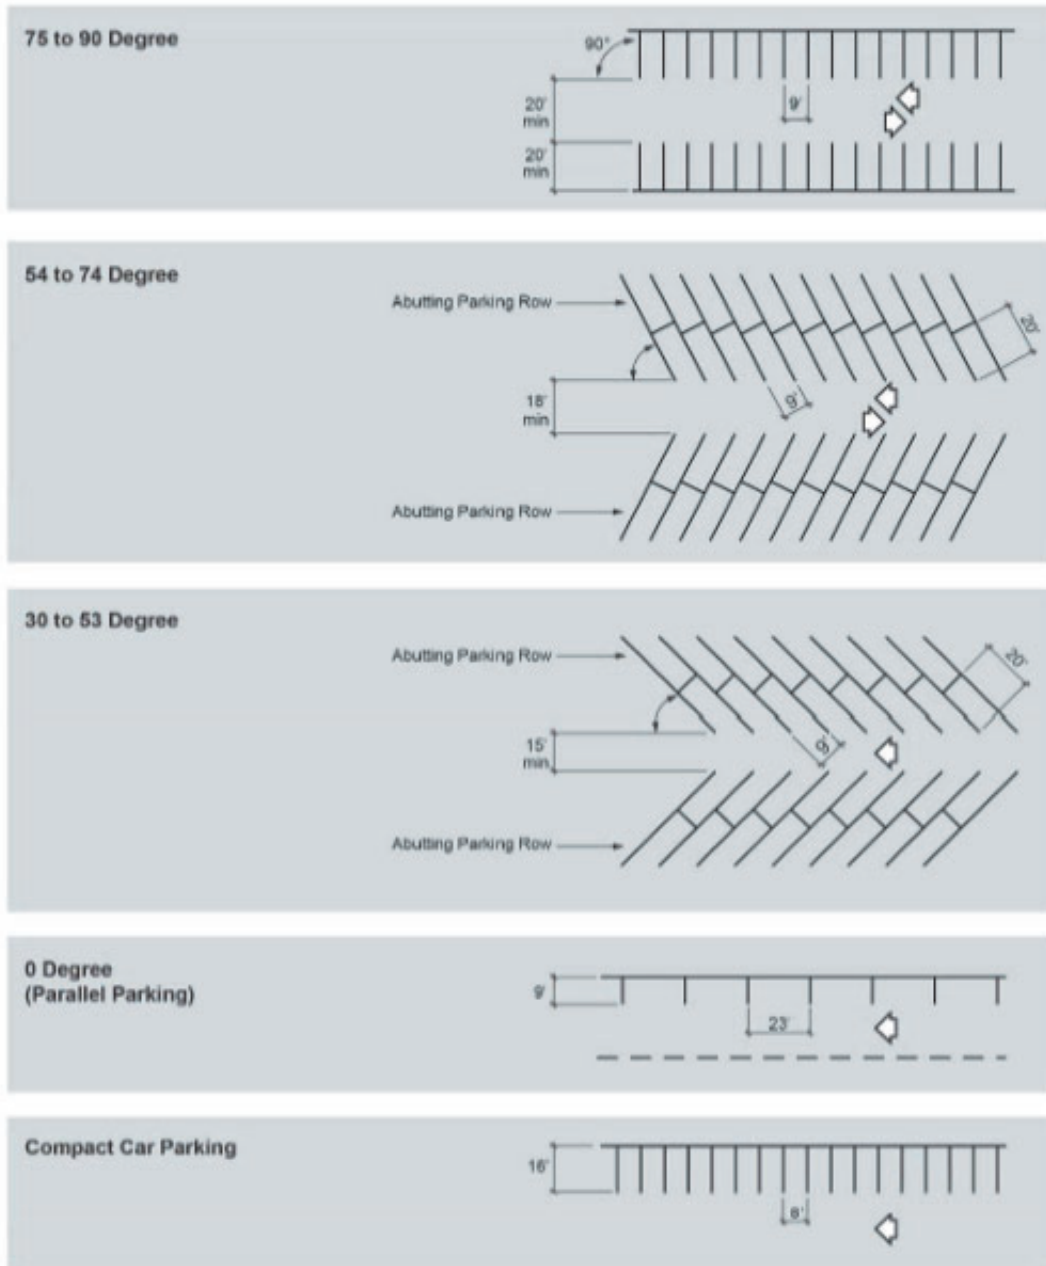 75 to 90 Degree
90°
20'
min
9'
20'
min
54 to 74 Degree
Abutting Parking Row
20'
18'
min
9'
Abutting Parking Row
30 to 53 Degree
Abutting Parking Row
20'
15'
min
9'
Abutting Parking Row
0 Degree
(Parallel Parking)
9'
23'
Compact Car Parking
16'
8'